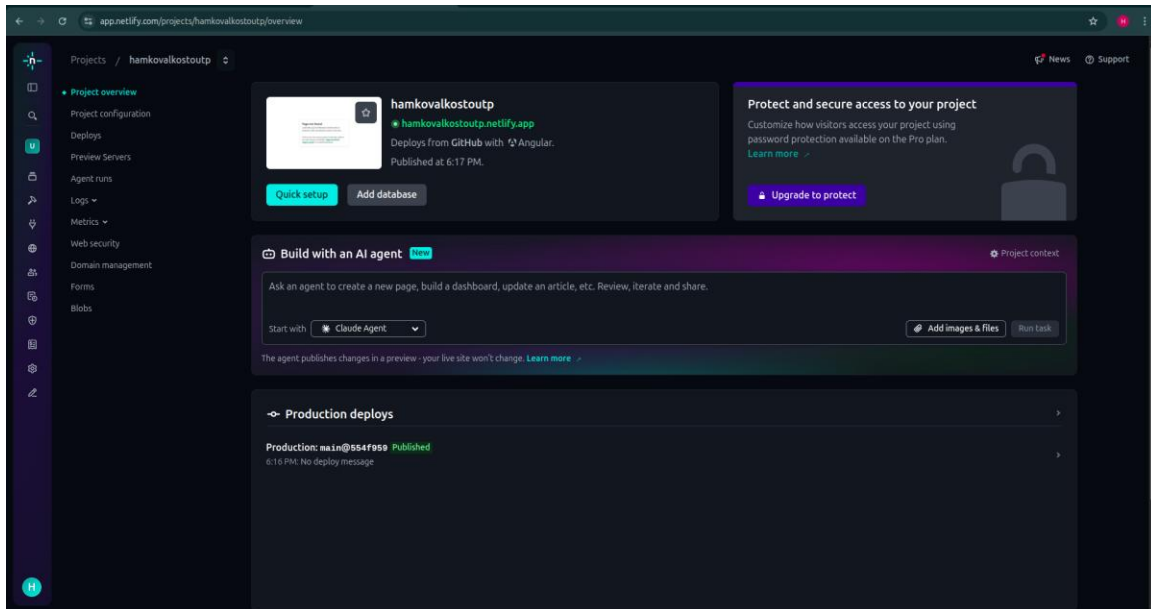 app.netlify.com/projects/hamkovalkostoutp/overview
H
n
Projects / hamkovalkostoutp
News
Support
U
Project overview
Project configuration
Deploys
Preview Servers
Agent runs
Logs
Metrics
Web security
Domain management
Forms
Blobs
hamkovalkostoutp
hamkovalkostoutp.netlify.app
Deploys from GitHub with Angular.
Published at 6:17 PM.
Quick setup
Add database
Protect and secure access to your project
Customize how visitors access your project using
password protection available on the Pro plan.
Learn more
Upgrade to protect
Build with an AI agent New
Project context
Ask an agent to create a new page, build a dashboard, update an article, etc. Review, iterate and share.
Start with Claude Agent
Add images & files
Run task
The agent publishes changes in a preview - your live site won't change. Learn more
Production deploys
Production: main@554f959 Published
6:16 PM: No deploy message
H